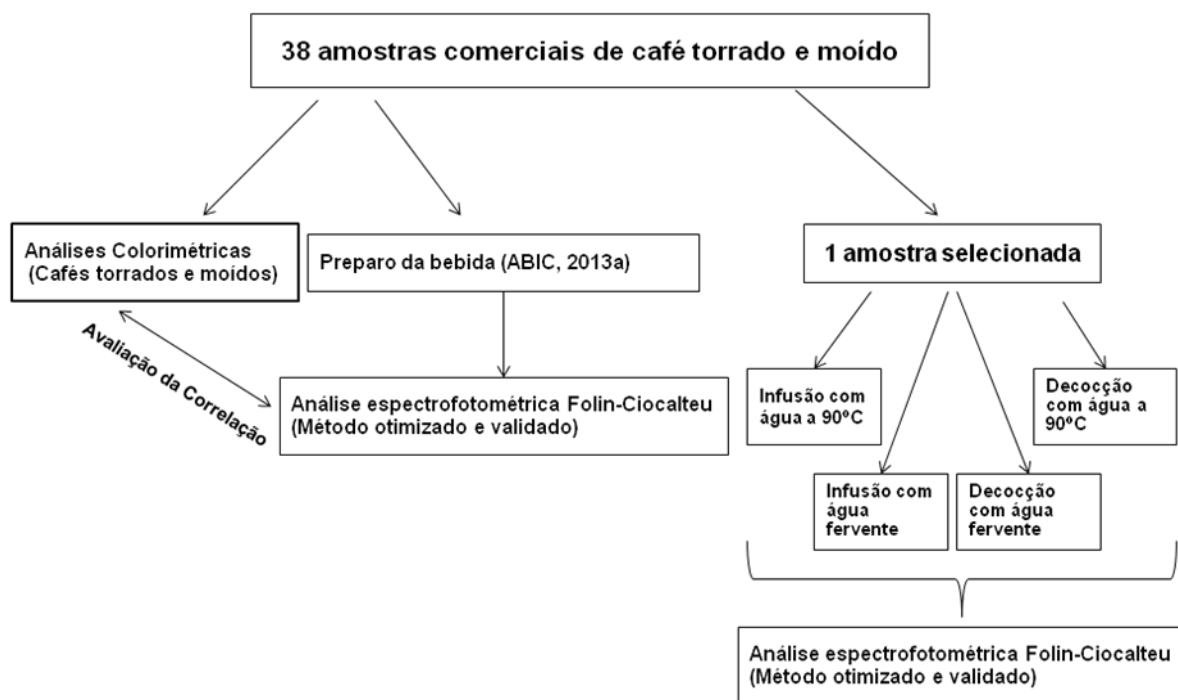 38 amostras comerciais de café torrado e moído
Análises Colorimétricas
(Cafés torrados e moídos)
Preparo da bebida (ABIC, 2013a)
1 amostra selecionada
Avaliação da Correlação
Análise espectrofotométrica Folin-Ciocalteu
(Método otimizado e validado)
Infusão com
água a 90°C
Decocção
com água a
90°C
Infusão com
água
fervente
Decocção
com água
fervente
Análise espectrofotométrica Folin-Ciocalteu
(Método otimizado e validado)